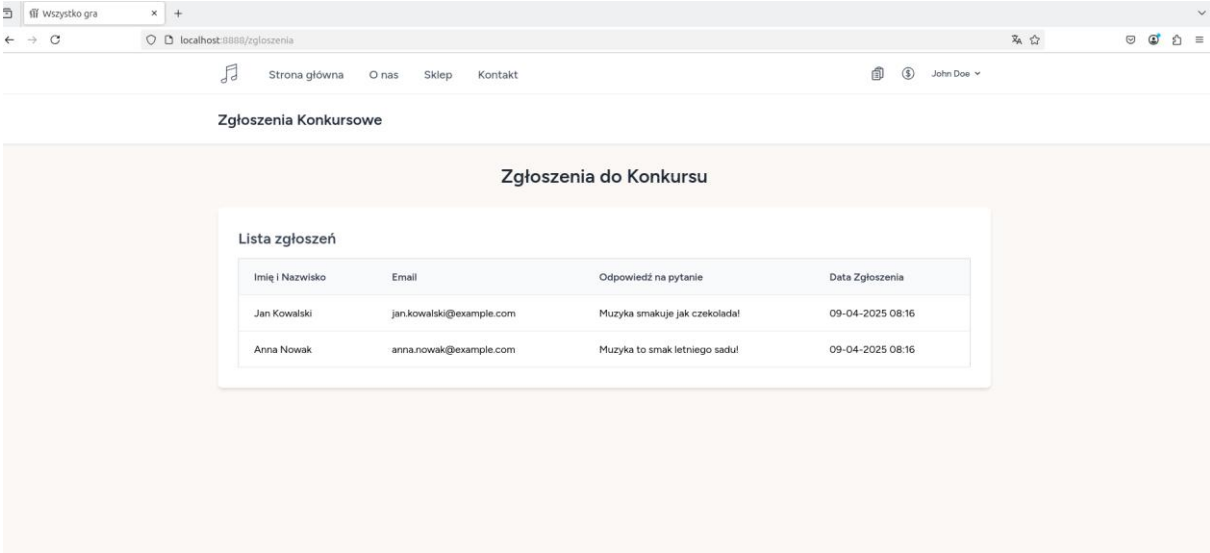 Wszystko gra
localhost:8888/zgloszenia
Strona główna O nas Sklep Kontakt John Doe
Zgłoszenia Konkursowe
Zgłoszenia do Konkursu
Lista zgłoszeń
Imię i Nazwisko Email Odpowiedź na pytanie Data Zgłoszenia
Jan Kowalski jan.kowalski@example.com Muzyka smakuje jak czekolada! 09-04-2025 08:16
Anna Nowak anna.nowak@example.com Muzyka to smak letniego sadu! 09-04-2025 08:16